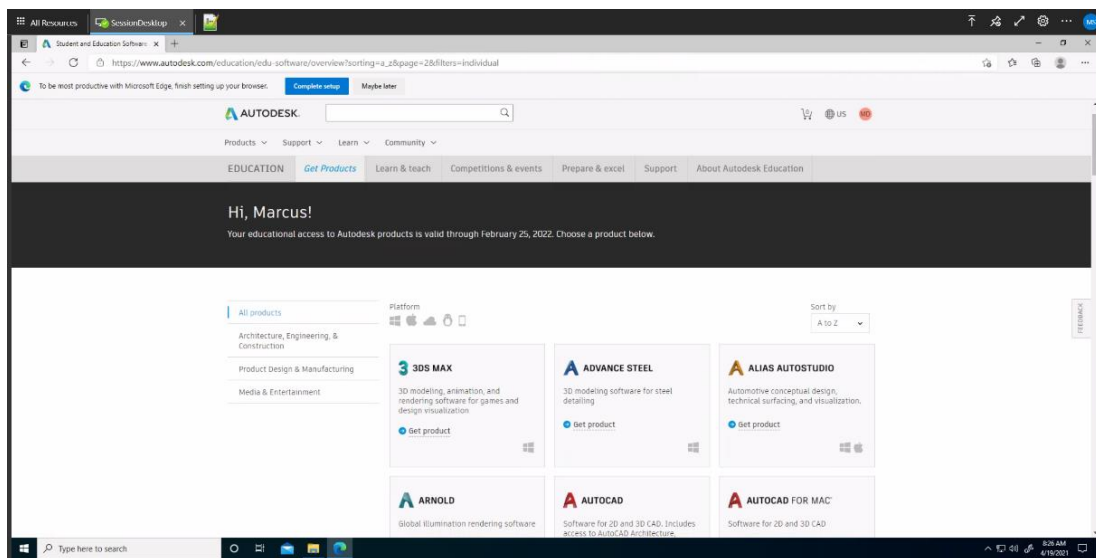 All Resources
SessionDesktop
MS
Student and Education Software
https://www.autodesk.com/education/edu-software/overview?sorting=a_z&page=28&filters=individual
To be most productive with Microsoft Edge, finish setting up your browser.
Complete setup
Maybe later
AUTODESK.
US
MO
Products
Support
Learn
Community
EDUCATION
Get Products
Learn & teach
Competitions & events
Prepare & excel
Support
About Autodesk Education
Hi, Marcus!
Your educational access to Autodesk products is valid through February 25, 2022. Choose a product below.
All products
Architecture, Engineering, &
Construction
Product Design & Manufacturing
Media & Entertainment
Platform
Sort by
A to Z
FEEDBACK
3DS MAX
3D modeling, animation, and
rendering software for games and
design visualization
Get product
ADVANCE STEEL
3D modeling software for steel
detailing
Get product
ALIAS AUTOSTUDIO
Automotive conceptual design,
technical surfacing, and visualization.
Get product
ARNOLD
Global illumination rendering software
AUTOCAD
Software for 2D and 3D CAD. Includes
access to AutoCAD Architecture,
AUTOCAD FOR MAC
Software for 2D and 3D CAD
Type here to search
8:26 AM
4/19/2021